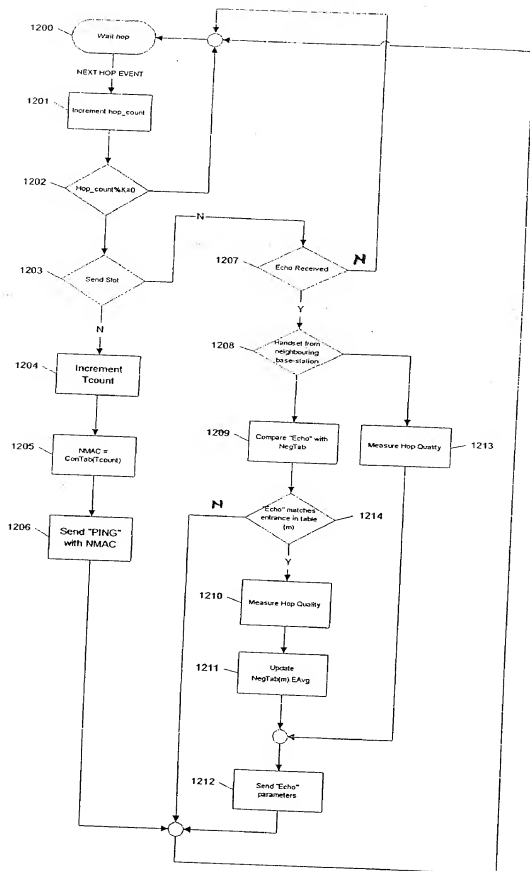 1200
Wait hop
NEXT HOP EVENT
1201
Increment hop_count
1202
Hop_count%K=0
N
1203
Send Slot
1207
Echo Received
N
N
Y
1208
Handset from
neighbouring
base-station
1204
Increment
Tcount
1209
Compare "Echo" with
NegTab
Measure Hop Quality
1213
1205
NMAC =
ConTab(Tcount)
N
"Echo" matches
entrance in table
(m)
1214
1206
Send "PING"
with NMAC
Y
1210
Measure Hop Quality
1211
Update
NegTab(m).EAvg
1212
Send "Echo"
parameters